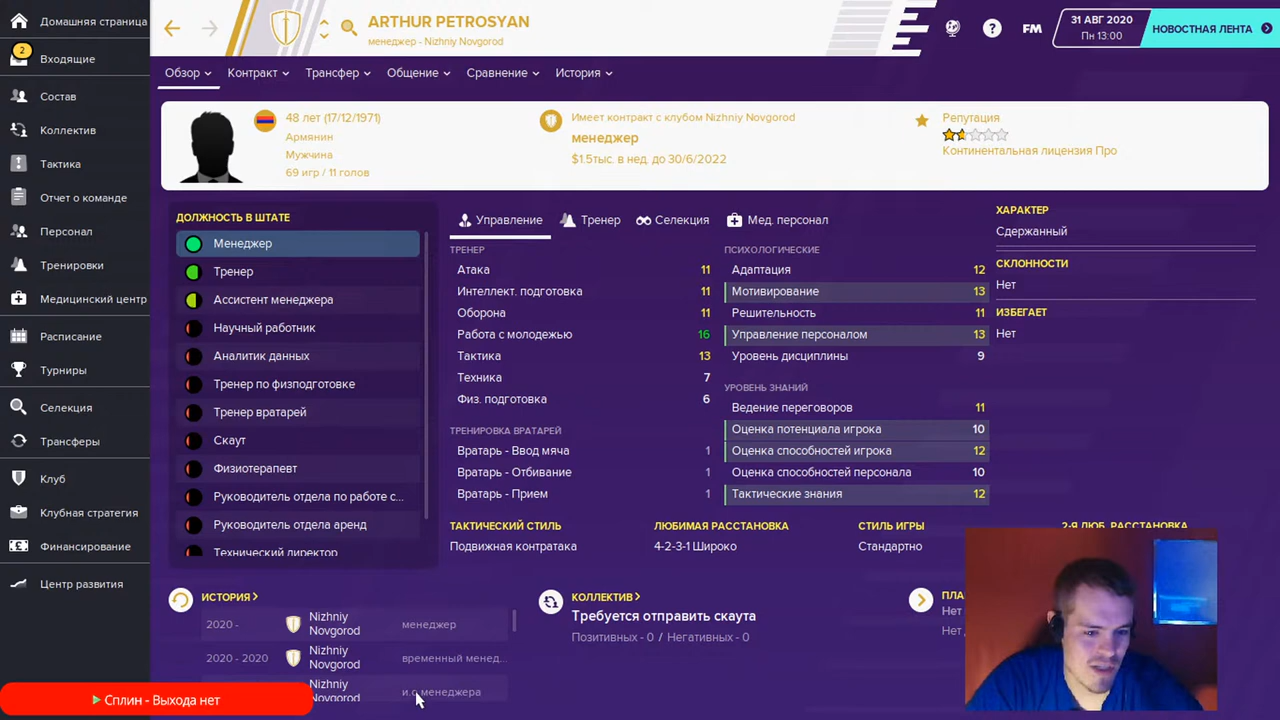 Домашняя страница
2
Входящие
Состав
Коллектив
Тактика
Отчет о команде
Персонал
Тренировки
Медицинский центр
Расписание
Турниры
Селекция
Трансферы
Клуб
Клубная стратегия
Финансирование
Центр развития
ARTHUR PETROSYAN
менеджер - Nizhniy Novgorod
?
FM
31 АВГ 2020
Пн 13:00
НОВОСТНАЯ ЛЕНТА
Обзор
Контракт
Трансфер
Общение
Сравнение
История
48 лет (17/12/1971)
Армянин
Мужчина
69 игр / 11 голов
Имеет контракт с клубом Nizhniy Novgorod
менеджер
$1.5тыс. в нед. до 30/6/2022
Репутация
Континентальная лицензия Про
ДОЛЖНОСТЬ В ШТАТЕ
Менеджер
Тренер
Ассистент менеджера
Научный работник
Аналитик данных
Тренер по физподготовке
Тренер вратарей
Скаут
Физиотерапевт
Руководитель отдела по работе с...
Руководитель отдела аренд
Технический директор
Управление
Тренер
Селекция
Мед. персонал
ТРЕНЕР
Атака 11
Интеллект. подготовка 11
Оборона 11
Работа с молодежью 16
Тактика 13
Техника 7
Физ. подготовка 6
ТРЕНИРОВКА ВРАТАРЕЙ
Вратарь - Ввод мяча 1
Вратарь - Отбивание 1
Вратарь - Прием 1
ПСИХОЛОГИЧЕСКИЕ
Адаптация 12
Мотивирование 13
Решительность 11
Управление персоналом 13
Уровень дисциплины 9
УРОВЕНЬ ЗНАНИЙ
Ведение переговоров 11
Оценка потенциала игрока 10
Оценка способностей игрока 12
Оценка способностей персонала 10
Тактические знания 12
ХАРАКТЕР
Сдержанный
СКЛОННОСТИ
Нет
ИЗБЕГАЕТ
Нет
ТАКТИЧЕСКИЙ СТИЛЬ
Подвижная контратака
ЛЮБИМАЯ РАССТАНОВКА
4-2-3-1 Широко
СТИЛЬ ИГРЫ
Стандартно
2-Я ЛЮБ. РАССТАНОВКА
ИСТОРИЯ
2020 - Nizhniy Novgorod менеджер
2020 - 2020 Nizhniy Novgorod временный менед...
Nizhniy Novgorod менеджера
КОЛЛЕКТИВ
Требуется отправить скаута
Позитивных - 0 / Негативных - 0
Нет
Нет
Сплин - Выхода нет